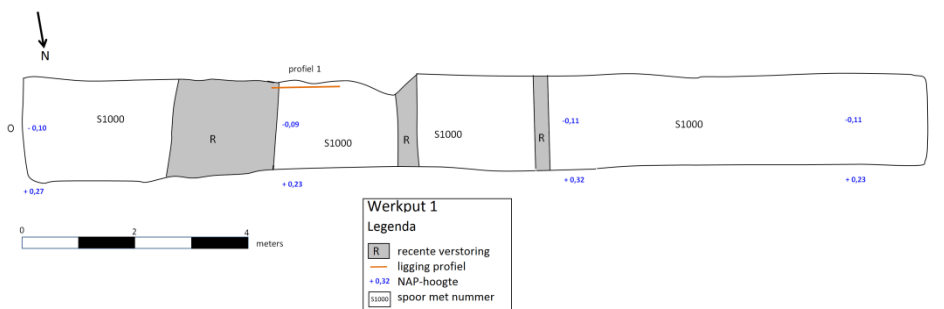 N
profiel 1
O
- 0,10
S1000
R
-0,09
S1000
R
S1000
R
-0,11
S1000
-0,11
+ 0,27
+ 0,23
+ 0,32
+ 0,23
0 2 4
meters
Werkput 1
Legenda
R recente verstoring
ligging profiel
+ 0,32 NAP-hoogte
S1000 spoor met nummer